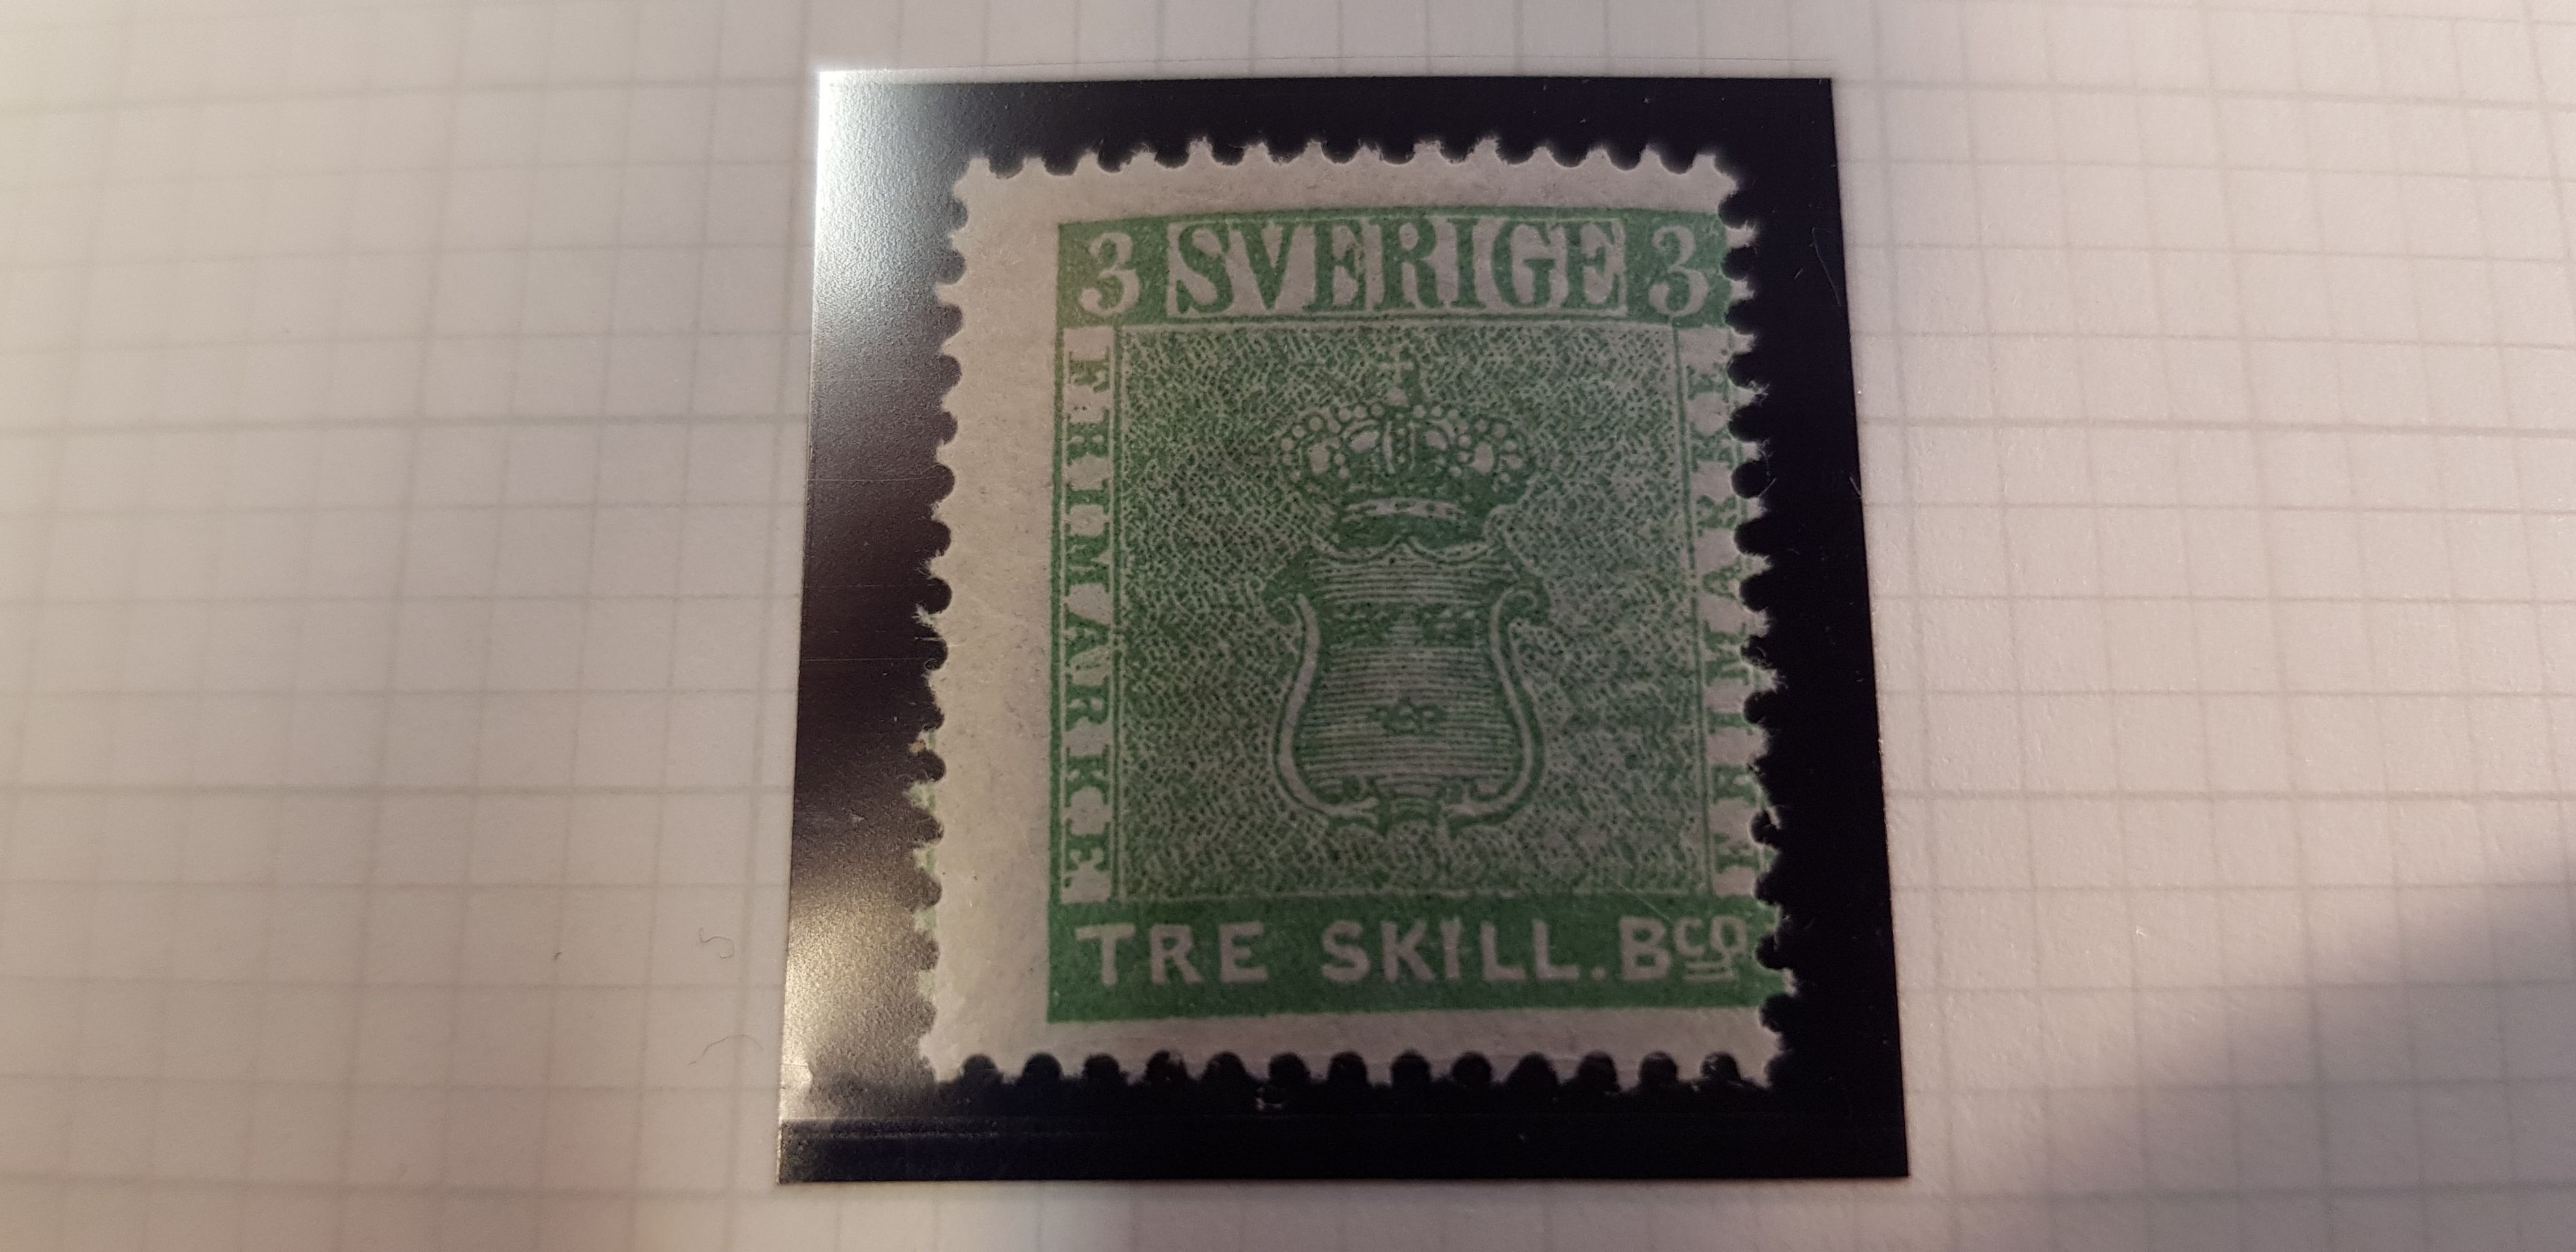 3 SVERIGE 3
FRIMARKE
FRIMARKE
TRE SKILL. Bco